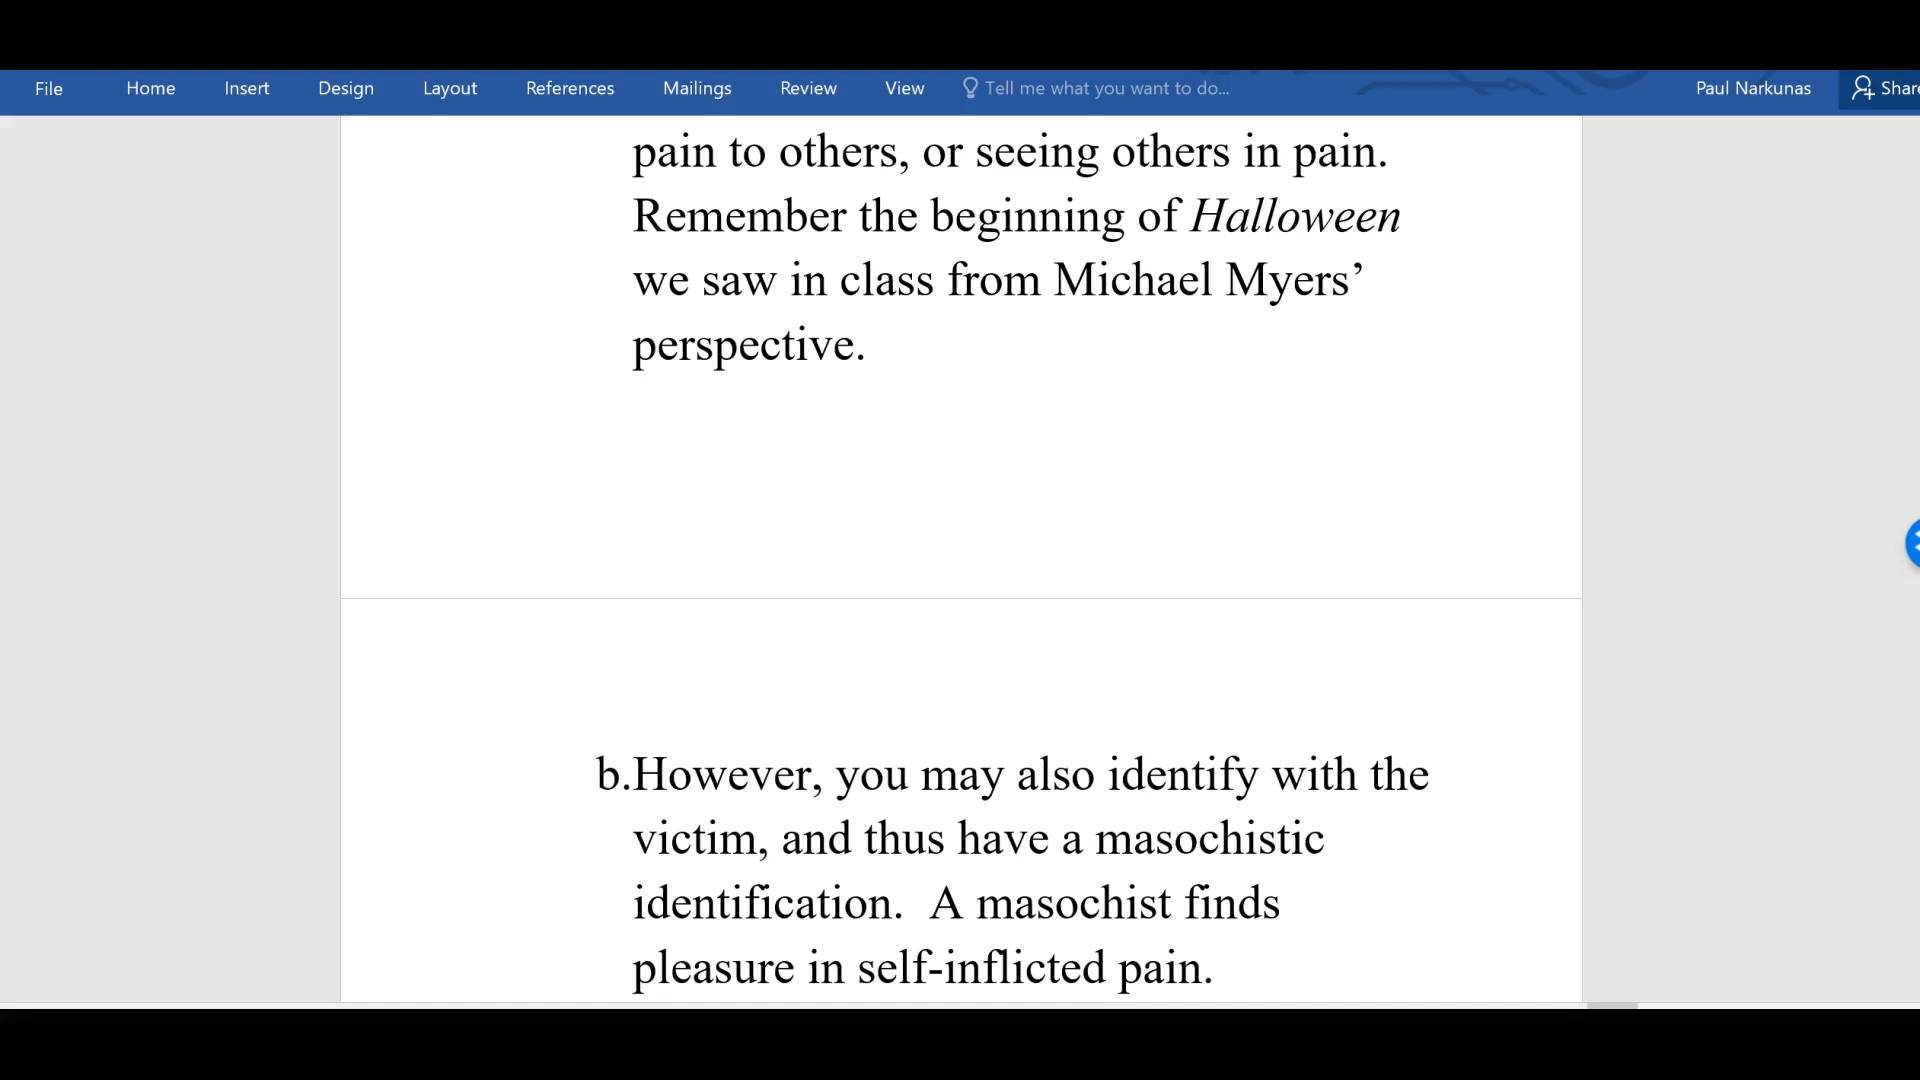 File Home Insert Design Layout References Mailings Review View Tell me what you want to do... Paul Narkunas Share
pain to others, or seeing others in pain.
Remember the beginning of Halloween
we saw in class from Michael Myers’
perspective.
b.However, you may also identify with the
victim, and thus have a masochistic
identification.  A masochist finds
pleasure in self-inflicted pain.